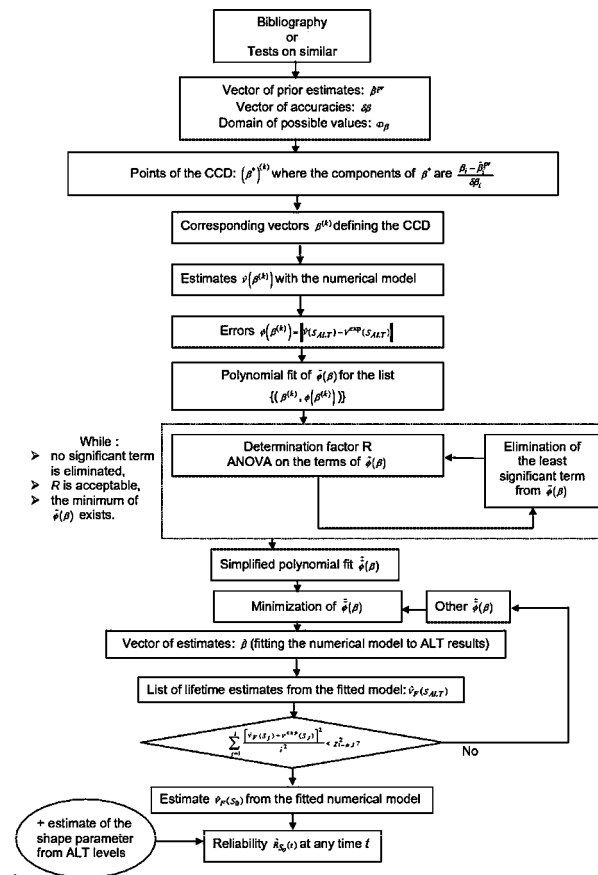 Bibliography
or
Tests on similar
Vector of prior estimates: β^pr
Vector of accuracies: δβ
Domain of possible values: Φ_β
Points of the CCD: (β*)^(k) where the components of β* are (β_i − β̂_i^pr) / δβ_i
Corresponding vectors β^(k) defining the CCD
Estimates ν̂(β^(k)) with the numerical model
Errors ϕ(β^(k)) = ‖ν̂(S_ALT) − ν^exp(S_ALT)‖
Polynomial fit of ϕ̃(β) for the list
{(β^(k), ϕ(β^(k)))}
While :
➢ no significant term
is eliminated,
➢ R is acceptable,
➢ the minimum of
ϕ̃(β) exists.
Determination factor R
ANOVA on the terms of ϕ̃(β)
Elimination of
the least
significant term
from ϕ̃(β)
Simplified polynomial fit ϕ̃̃(β)
Minimization of ϕ̃̃(β)
Other ϕ̃̃(β)
Vector of estimates: β̂ (fitting the numerical model to ALT results)
List of lifetime estimates from the fitted model: ν̂_F(S_ALT)
No
Estimate ν̂_F(S_0) from the fitted numerical model
+ estimate of the
shape parameter
from ALT levels
Reliability R̂_S0(t) at any time t